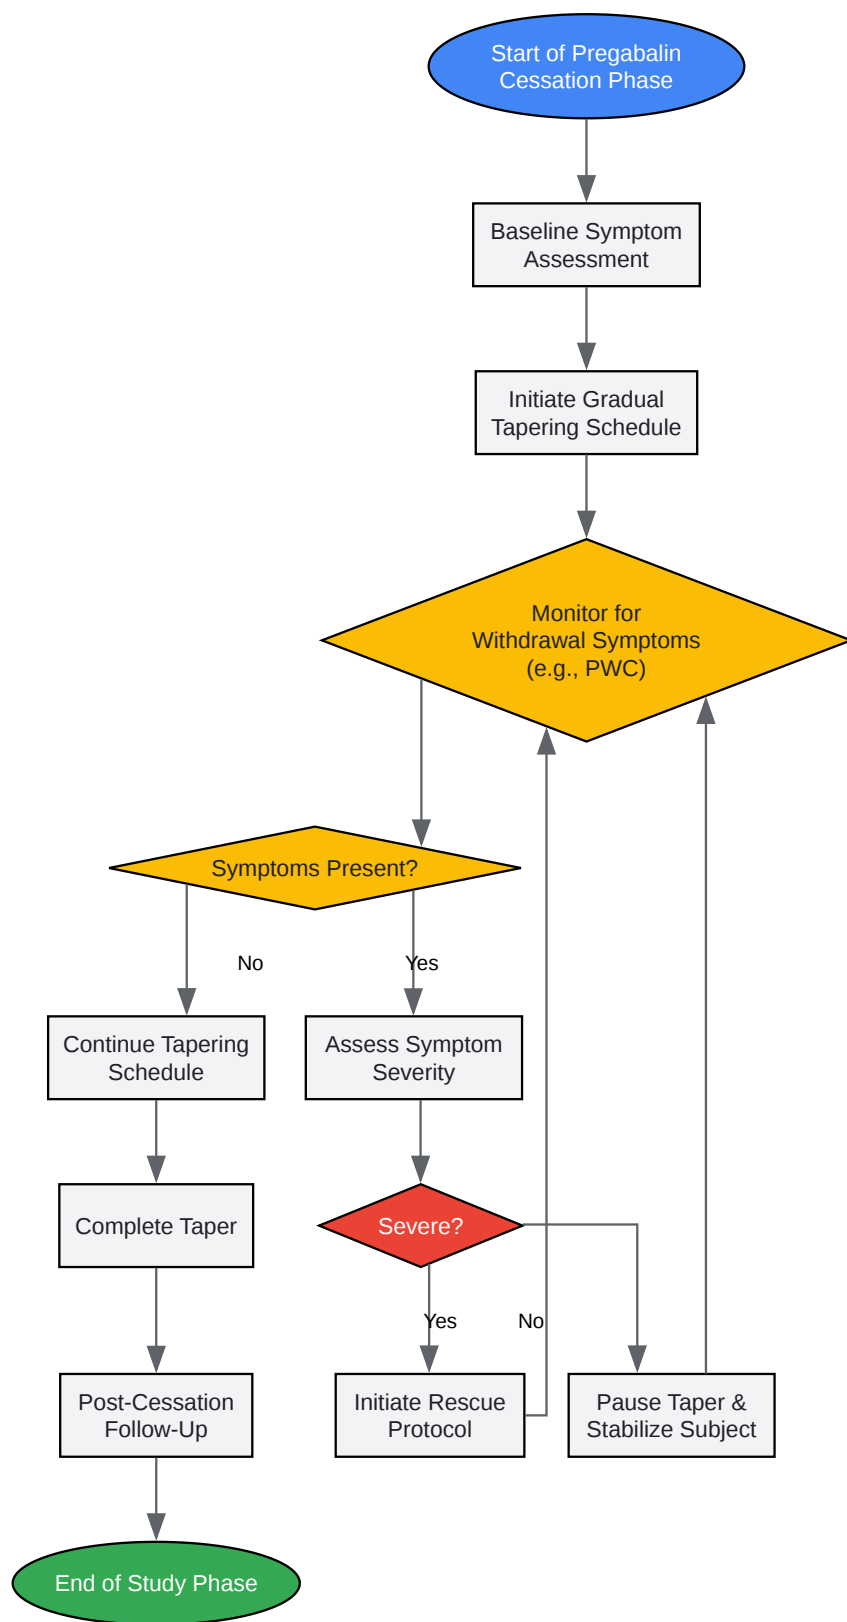 Start of Pregabalin
Cessation Phase
Baseline Symptom
Assessment
Initiate Gradual
Tapering Schedule
Monitor for
Withdrawal Symptoms
(e.g., PWC)
Symptoms Present?
No
Yes
Continue Tapering
Schedule
Assess Symptom
Severity
Complete Taper
Severe?
Yes
No
Post-Cessation
Follow-Up
Initiate Rescue
Protocol
Pause Taper &
Stabilize Subject
End of Study Phase